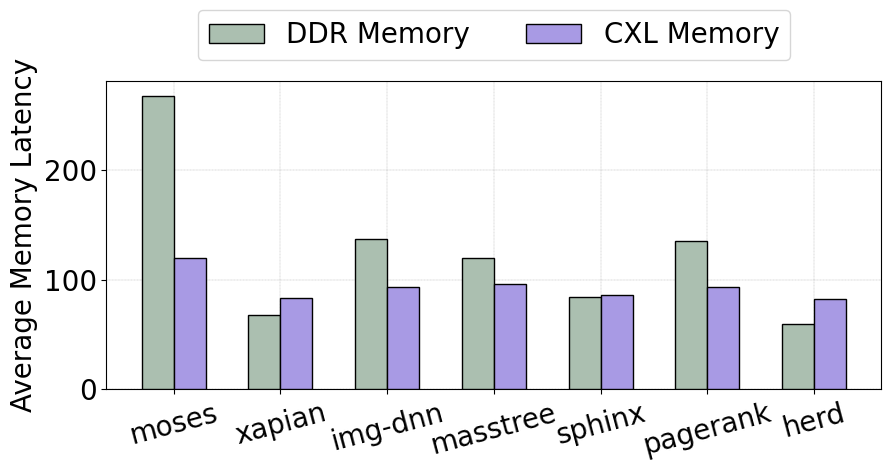 DDR Memory CXL Memory
Average Memory Latency
200
100
0
moses xapian img-dnn masstree sphinx pagerank herd